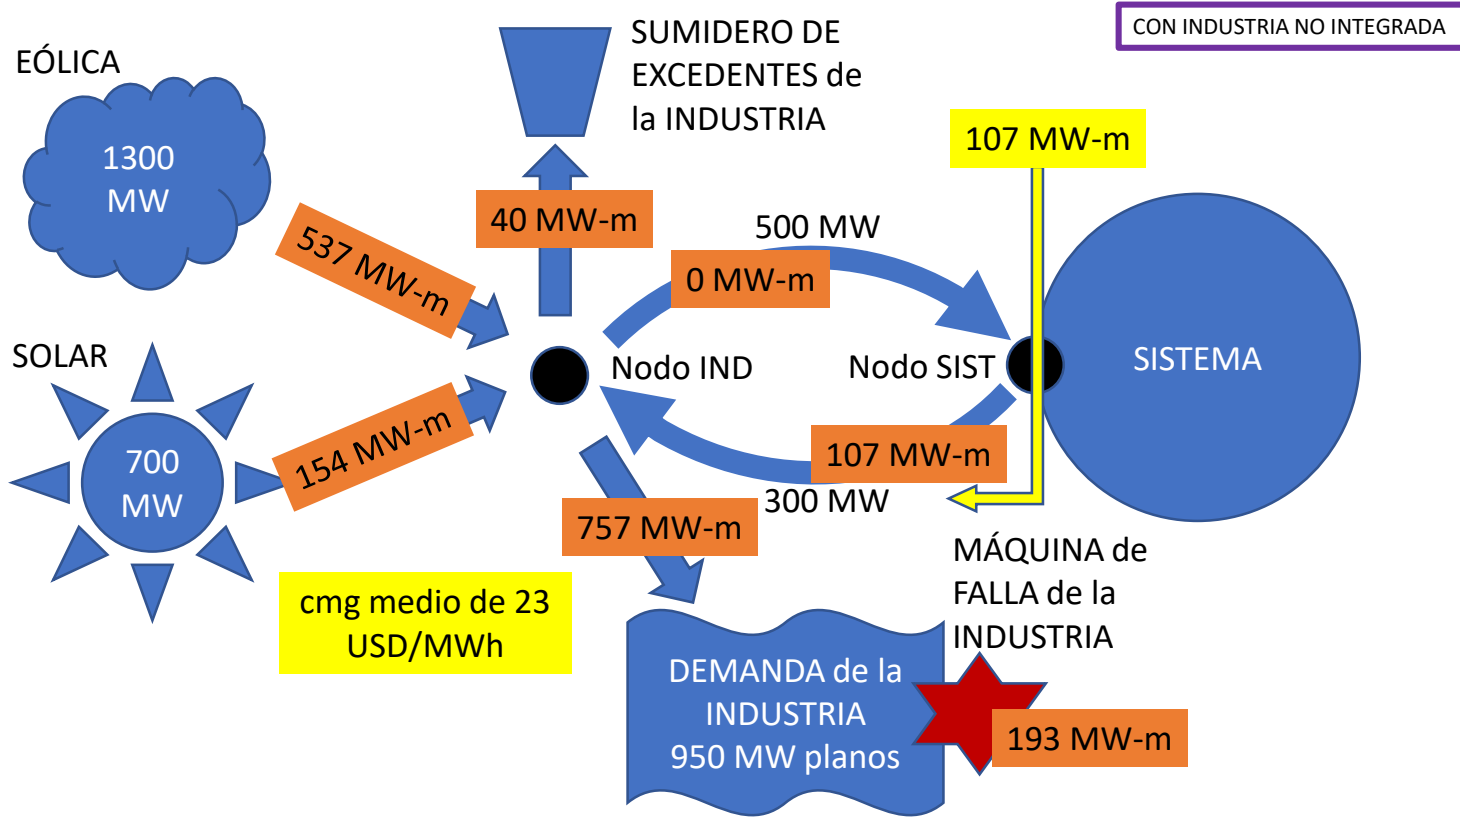 CON INDUSTRIA NO INTEGRADA
EÓLICA
1300
MW
537 MW-m
SUMIDERO DE
EXCEDENTES de
la INDUSTRIA
40 MW-m
107 MW-m
500 MW
0 MW-m
SOLAR
700
MW
154 MW-m
Nodo IND
Nodo SIST
SISTEMA
107 MW-m
300 MW
757 MW-m
cmg medio de 23
USD/MWh
MÁQUINA de
FALLA de la
INDUSTRIA
DEMANDA de la
INDUSTRIA
950 MW planos
193 MW-m